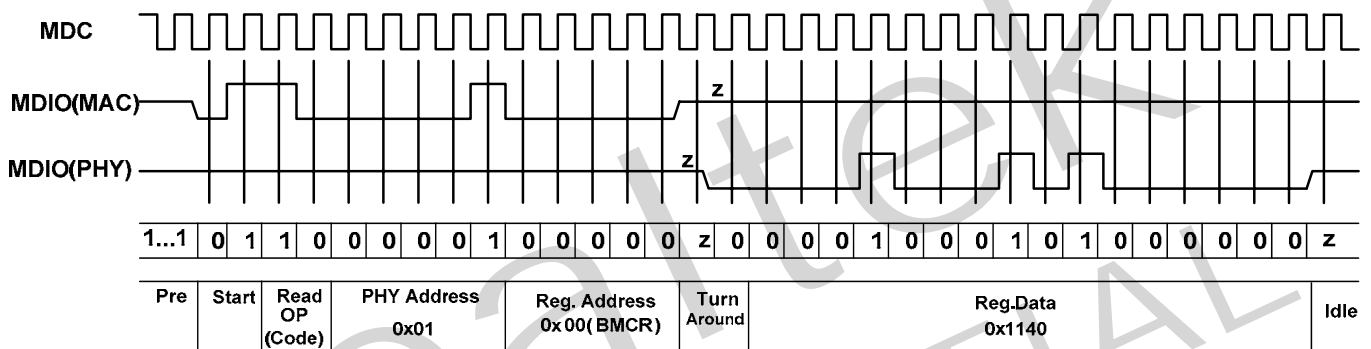 MDC
MDIO(MAC)
z
MDIO(PHY)
z
1...1 0 1 1 0 0 0 0 0 1 0 0 0 0 0 z 0 0 0 0 1 0 0 0 1 0 1 0 0 0 0 0 0 z
Pre Start Read OP (Code) PHY Address 0x01 Reg. Address 0x00(BMCR) Turn Around Reg.Data 0x1140 Idle
altek
IAL